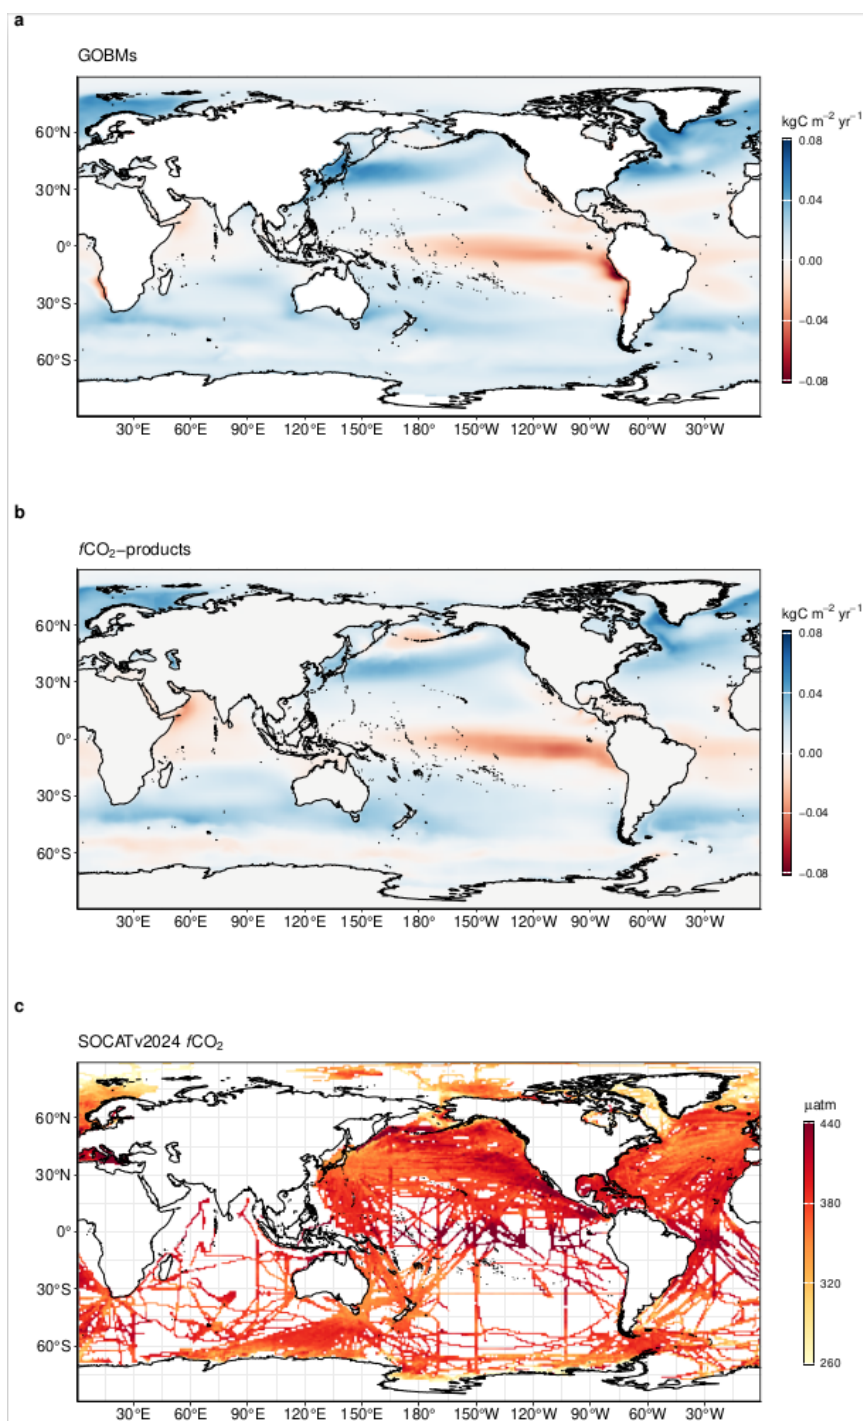 a
GOBMs
kgC m⁻² yr⁻¹
0.08
0.04
0.00
−0.04
−0.08
60°N
30°N
0°
30°S
60°S
30°E 60°E 90°E 120°E 150°E 180° 150°W 120°W 90°W 60°W 30°W
b
fCO₂−products
kgC m⁻² yr⁻¹
0.08
0.04
0.00
−0.04
−0.08
60°N
30°N
0°
30°S
60°S
30°E 60°E 90°E 120°E 150°E 180° 150°W 120°W 90°W 60°W 30°W
c
SOCATv2024 fCO₂
µatm
440
380
320
260
60°N
30°N
0°
30°S
60°S
30°E 60°E 90°E 120°E 150°E 180° 150°W 120°W 90°W 60°W 30°W